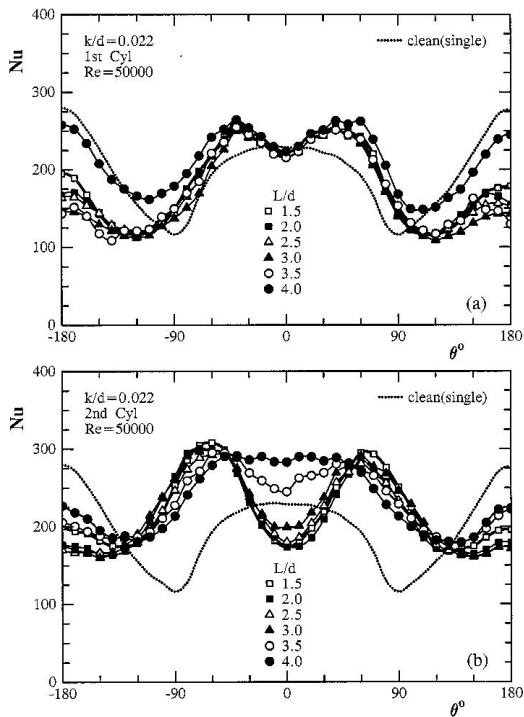 400
k/d=0.022
1st Cyl
Re=50000
clean(single)
Nu
300
200
100
0
L/d
1.5
2.0
2.5
3.0
3.5
4.0
(a)
-180 -90 0 90 180
θ°
400
k/d=0.022
2nd Cyl
Re=50000
clean(single)
Nu
300
200
100
0
L/d
1.5
2.0
2.5
3.0
3.5
4.0
(b)
-180 -90 0 90 180
θ°